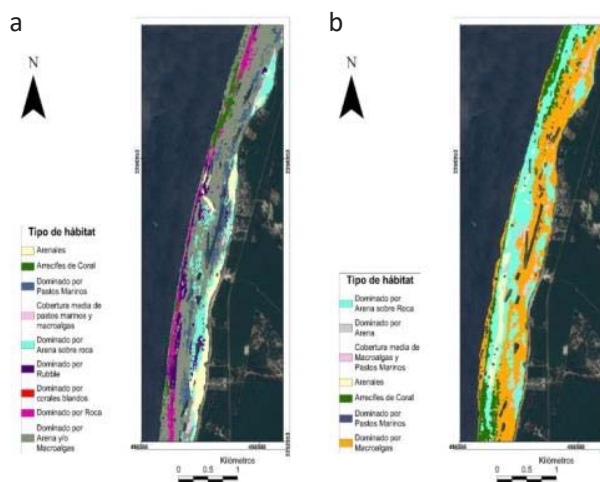 a
N
Tipo de hábitat
Arenales
Arrecifes de Coral
Dominado por
Pastos Marinos
Cobertura media de
pastos marinos y
macroalgas
Dominado por
Arena sobre roca
Dominado por
Rubble
Dominado por
corales blandos
Dominado por Roca
Dominado por
Arena y/o
Macroalgas
Kilómetros
0 0.5 1
b
N
Tipo de hábitat
Dominado por
Arena sobre Roca
Dominado por
Arena
Cobertura media de
Macroalgas y
Pastos Marinos
Arenales
Arrecifes de Coral
Dominado por
Pastos Marinos
Dominado por
Macroalgas
Kilómetros
0 0.5 1